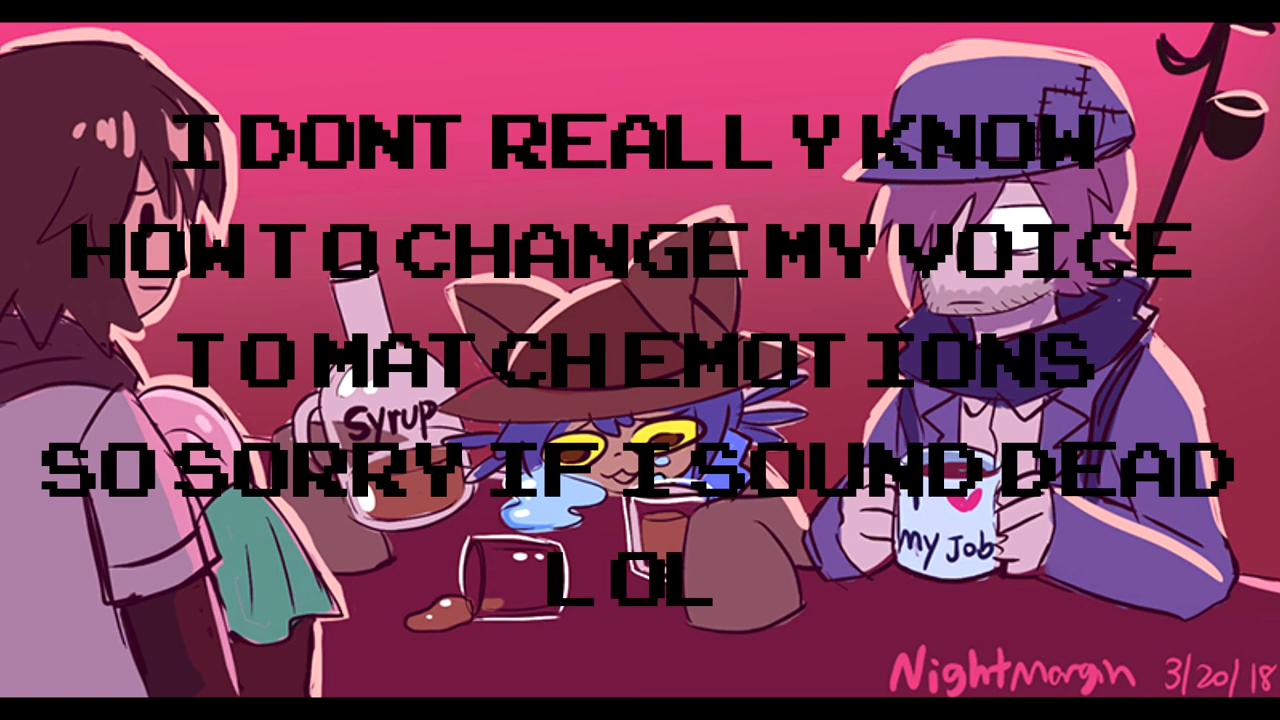 I DONT REALLY KNOW
HOW TO CHANGE MY VOICE
TO MATCH EMOTIONS
SO SORRY IF I SOUND DEAD
LOL
syrup
I
my Job
Nightmargin 3/20/18